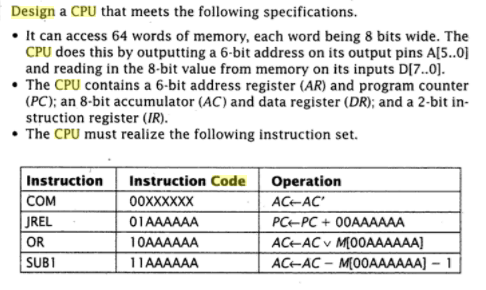 Design a CPU that meets the following specifications.
• It can access 64 words of memory, each word being 8 bits wide. The
CPU does this by outputting a 6-bit address on its output pins A[5..0]
and reading in the 8-bit value from memory on its inputs D[7..0].
• The CPU contains a 6-bit address register (AR) and program counter
(PC); an 8-bit accumulator (AC) and data register (DR); and a 2-bit in-
struction register (IR).
• The CPU must realize the following instruction set.
Instruction Instruction Code Operation
COM 00XXXXXX AC←AC′
JREL 01AAAAAA PC←PC + 00AAAAAA
OR 10AAAAAA AC←AC ∨ M[00AAAAAA]
SUB1 11AAAAAA AC←AC − M[00AAAAAA] − 1